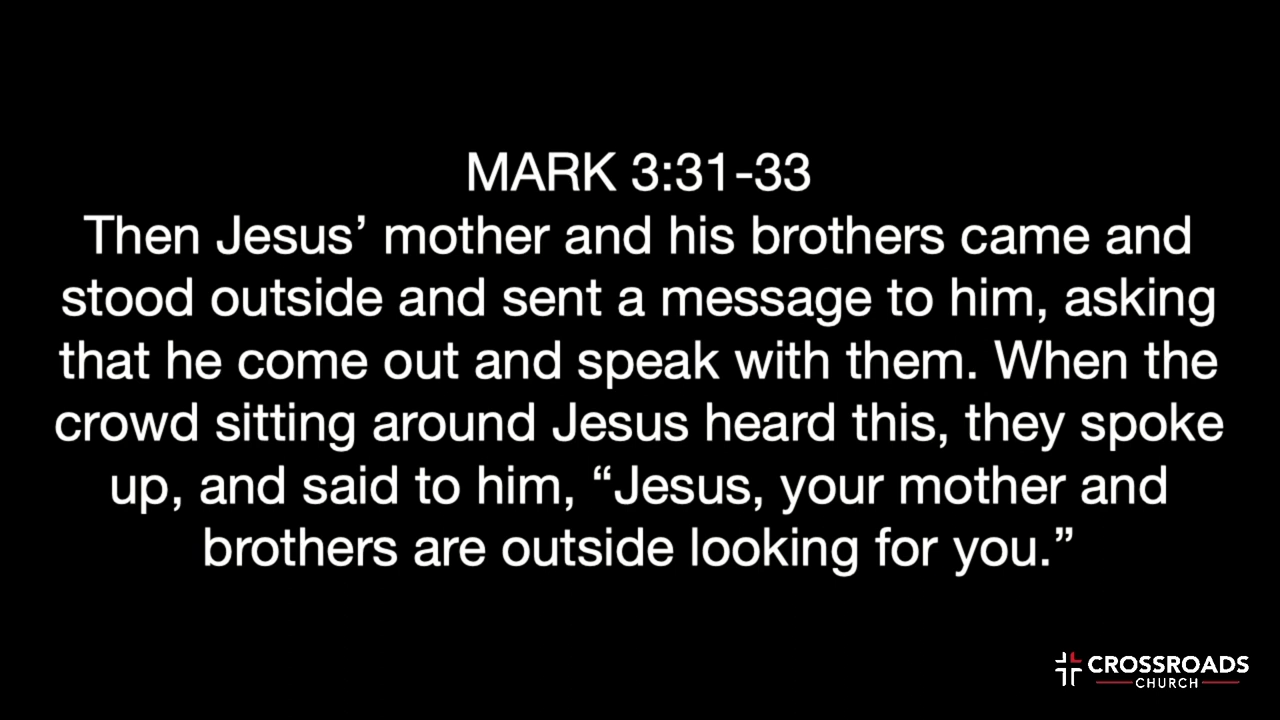 MARK 3:31-33
Then Jesus’ mother and his brothers came and
stood outside and sent a message to him, asking
that he come out and speak with them. When the
crowd sitting around Jesus heard this, they spoke
up, and said to him, “Jesus, your mother and
brothers are outside looking for you.”
CROSSROADS
CHURCH